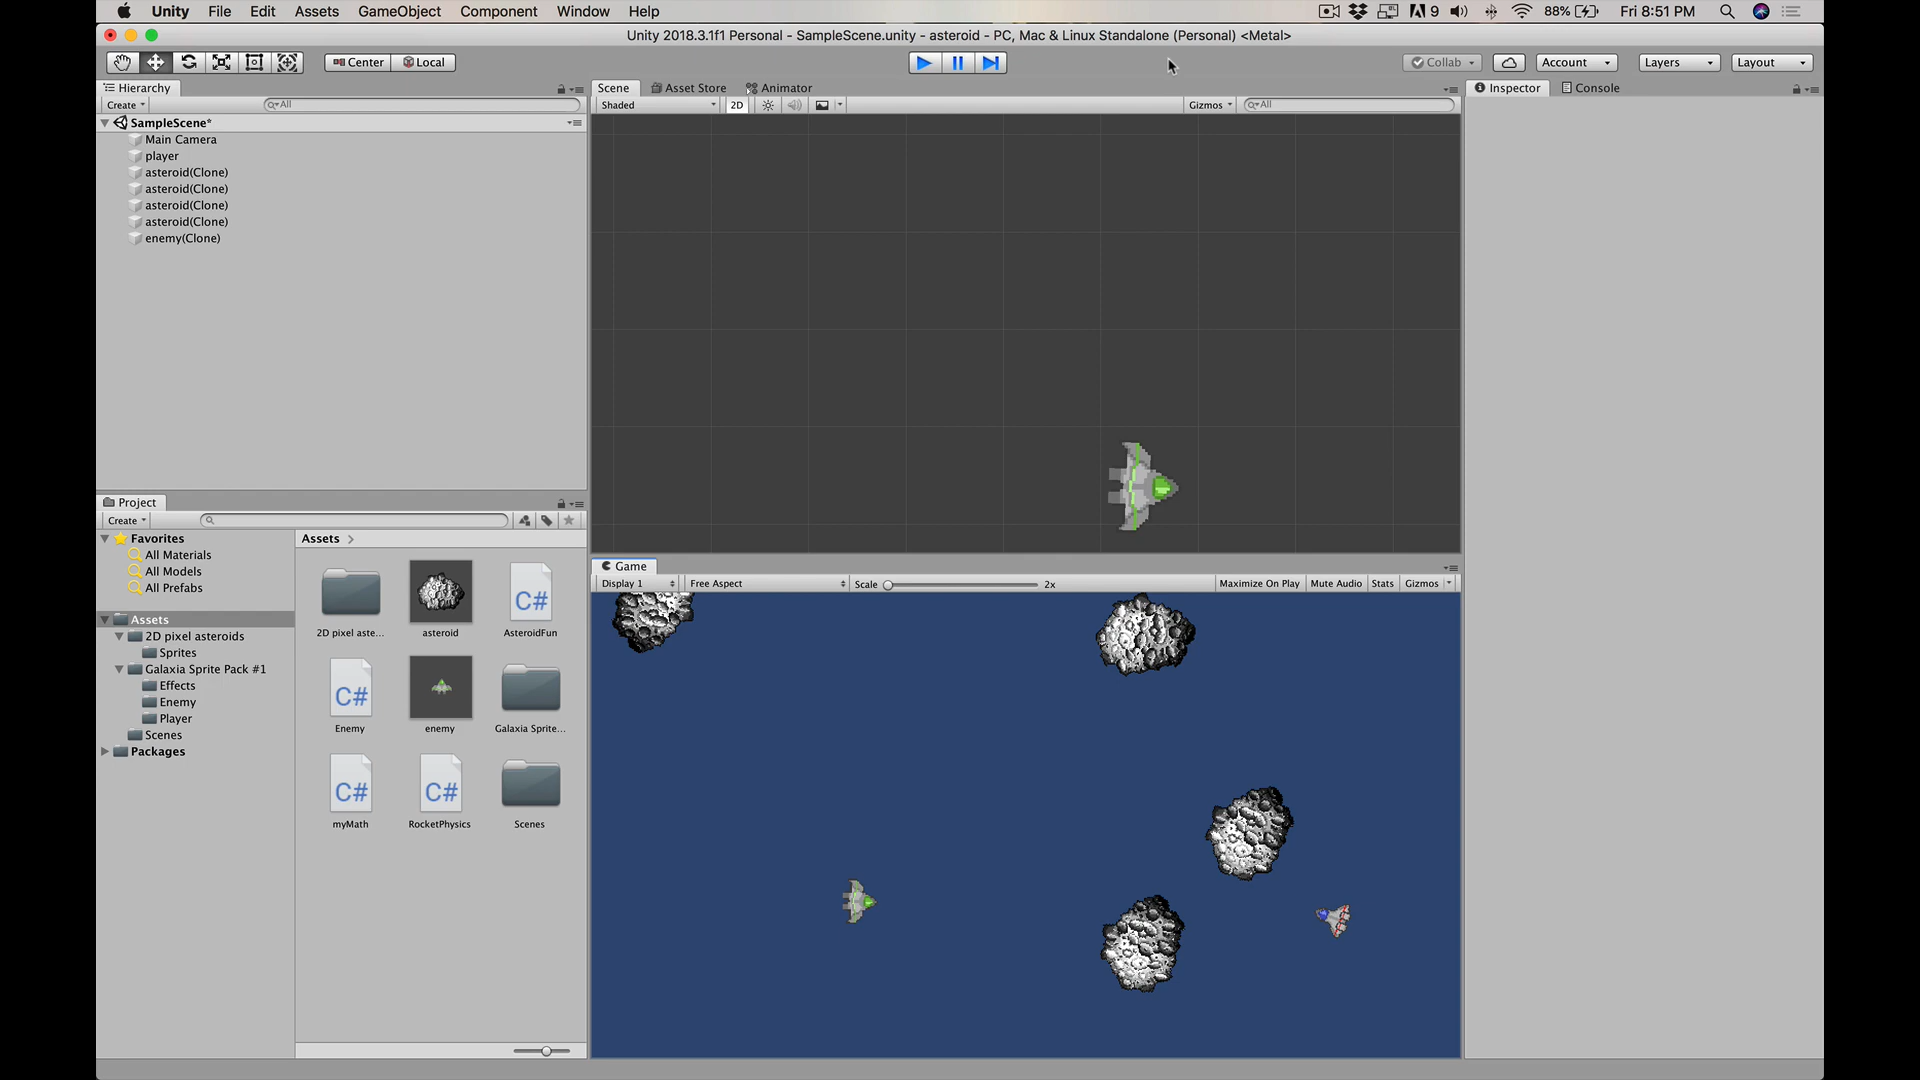 Unity File Edit Assets GameObject Component Window Help 9 88% Fri 8:51 PM
Unity 2018.3.1f1 Personal - SampleScene.unity - asteroid - PC, Mac & Linux Standalone (Personal) <Metal>
Center Local Collab Account Layers Layout
Hierarchy Scene Asset Store Animator Inspector Console
Create All Shaded 2D Gizmos All
SampleScene*
Main Camera
player
asteroid(Clone)
asteroid(Clone)
asteroid(Clone)
asteroid(Clone)
enemy(Clone)
Project
Create
Favorites
All Materials
All Models
All Prefabs
Assets
2D pixel asteroids
Sprites
Galaxia Sprite Pack #1
Effects
Enemy
Player
Scenes
Packages
Assets
2D pixel aste... asteroid C# AsteroidFun
C# Enemy enemy Galaxia Sprite...
C# myMath C# RocketPhysics Scenes
Game
Display 1 Free Aspect Scale 2x Maximize On Play Mute Audio Stats Gizmos